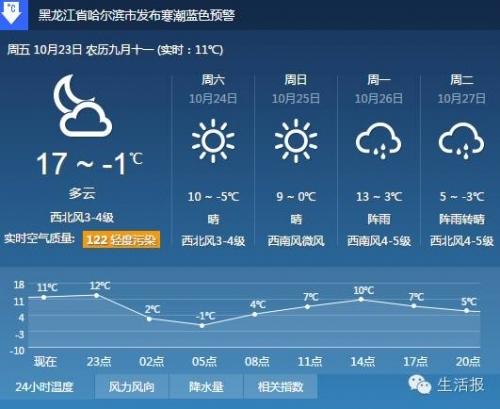 ℃
黑龙江省哈尔滨市发布寒潮蓝色预警
周五 10月23日 农历九月十一 (实时：11℃)
17 ~ -1℃
多云
西北风3-4级
实时空气质量: 122 轻度污染
周六
10月24日
10 ~ -5℃
晴
西北风3-4级
周日
10月25日
9 ~ 0℃
晴
西南风微风
周一
10月26日
13 ~ 3℃
阵雨
西南风4-5级
周二
10月27日
5 ~ -3℃
阵雨转晴
西北风4-5级
18
11
4
-3
-10
11℃
12℃
2℃
-1℃
4℃
7℃
10℃
7℃
5℃
现在 23点 02点 05点 08点 11点 14点 17点 20点
24小时温度 风力风向 降水量 相关指数
生活报